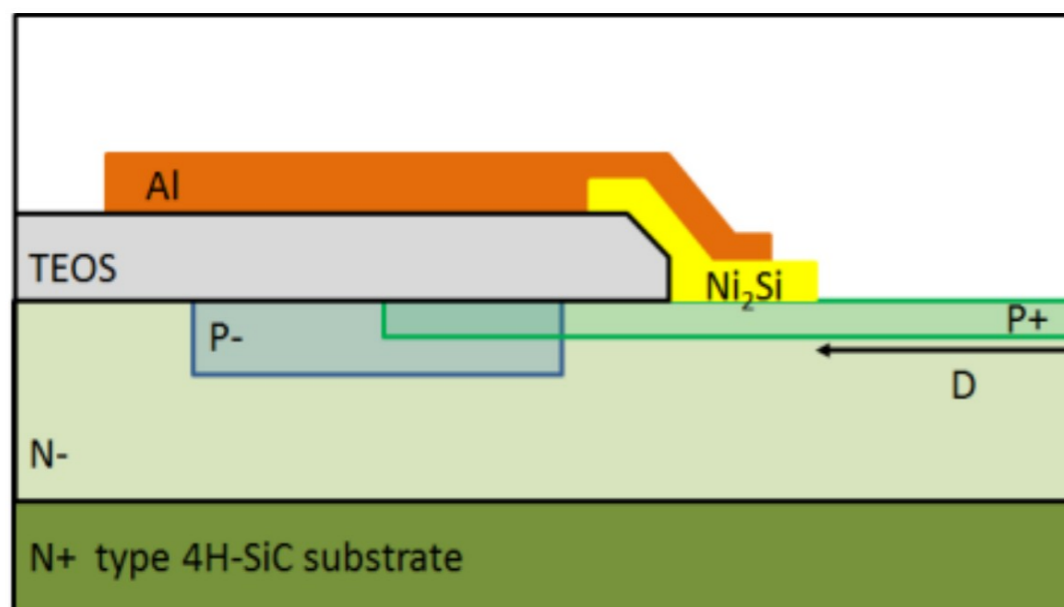 Al
TEOS
Ni₂Si
P-
P+
D
N-
N+ type 4H-SiC substrate